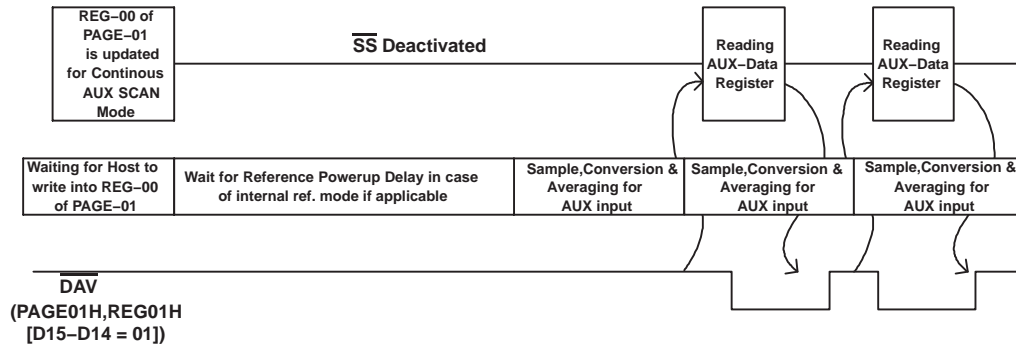 REG–00 of
PAGE–01
is updated
for Continous
AUX SCAN
Mode
SS Deactivated
Reading
AUX–Data
Register
Reading
AUX–Data
Register
Waiting for Host to
write into REG–00
of PAGE–01
Wait for Reference Powerup Delay in case
of internal ref. mode if applicable
Sample,Conversion &
Averaging for
AUX input
Sample,Conversion &
Averaging for
AUX input
Sample,Conversion &
Averaging for
AUX input
DAV
(PAGE01H,REG01H
[D15–D14 = 01])